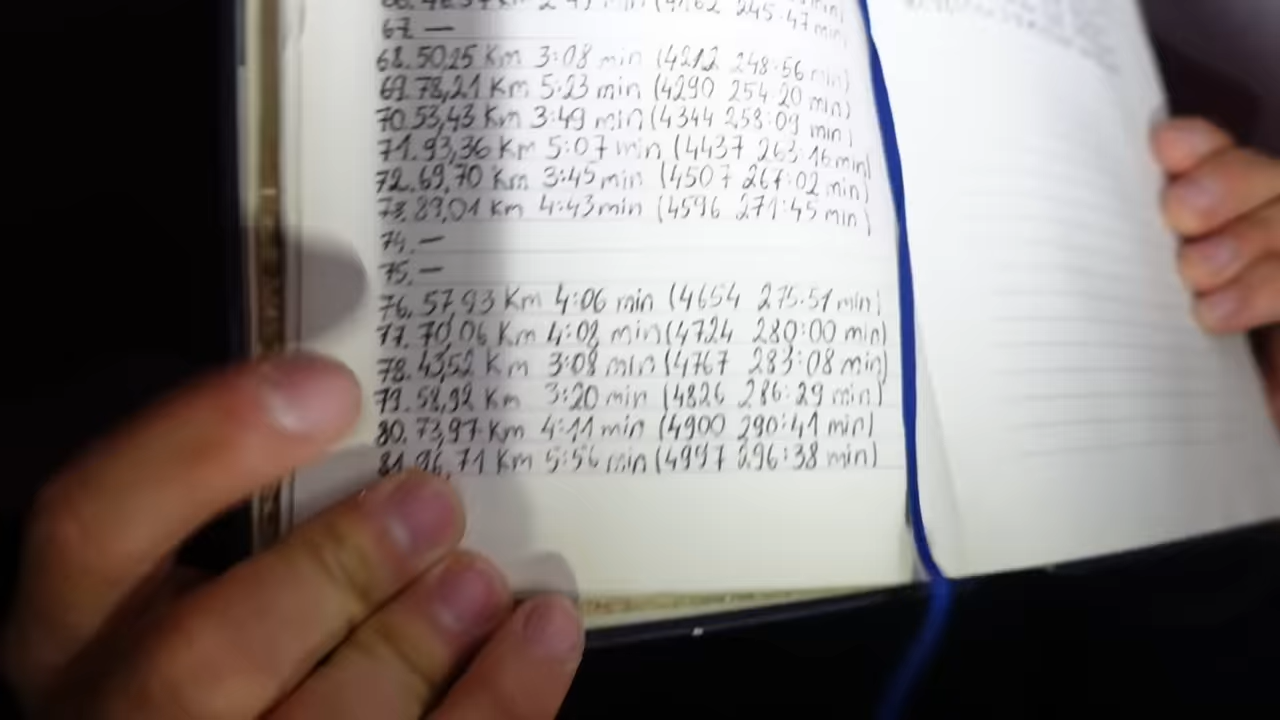 67. —
68. 50,25 Km 3:08 min (4212 248:56 min)
69. 78,21 Km 5:23 min (4290 254:20 min)
70. 53,43 Km 3:49 min (4344 258:09 min)
71. 93,36 Km 5:07 min (4437 263:16 min)
72. 69,70 Km 3:45 min (4507 267:02 min)
73. 89,01 Km 4:43 min (4596 271:45 min)
74. —
75. —
76. 57,93 Km 4:06 min (4654 275:51 min)
77. 70,06 Km 4:08 min (4724 280:00 min)
78. 43,52 Km 3:08 min (4767 283:08 min)
79. 58,92 Km 3:20 min (4826 286:29 min)
80. 73,97 Km 4:11 min (4900 290:41 min)
81. 96,71 Km 5:56 min (4997 296:38 min)